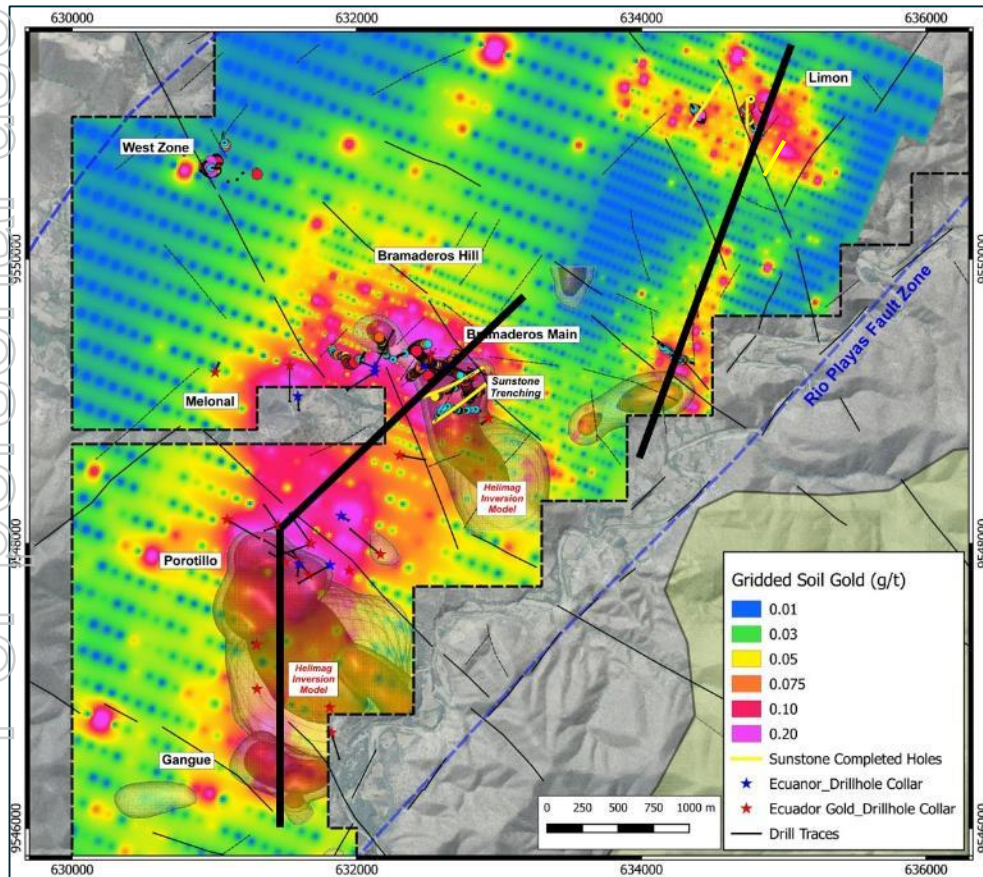 630000
632000
634000
636000
Limon
West Zone
9550000
9550000
Bramaderos Hill
Bramaderos Main
Sunstone
Trenching
Melonal
Rio Playas Fault Zone
Helimag
Inversion
Model
9548000
9548000
Porotillo
Helimag
Inversion
Model
Gangue
Gridded Soil Gold (g/t)
0.01
0.03
0.05
0.075
0.10
0.20
Sunstone Completed Holes
Ecuanor_Drillhole Collar
Ecuador Gold_Drillhole Collar
Drill Traces
0 250 500 750 1000 m
9546000
9546000
630000
632000
634000
636000